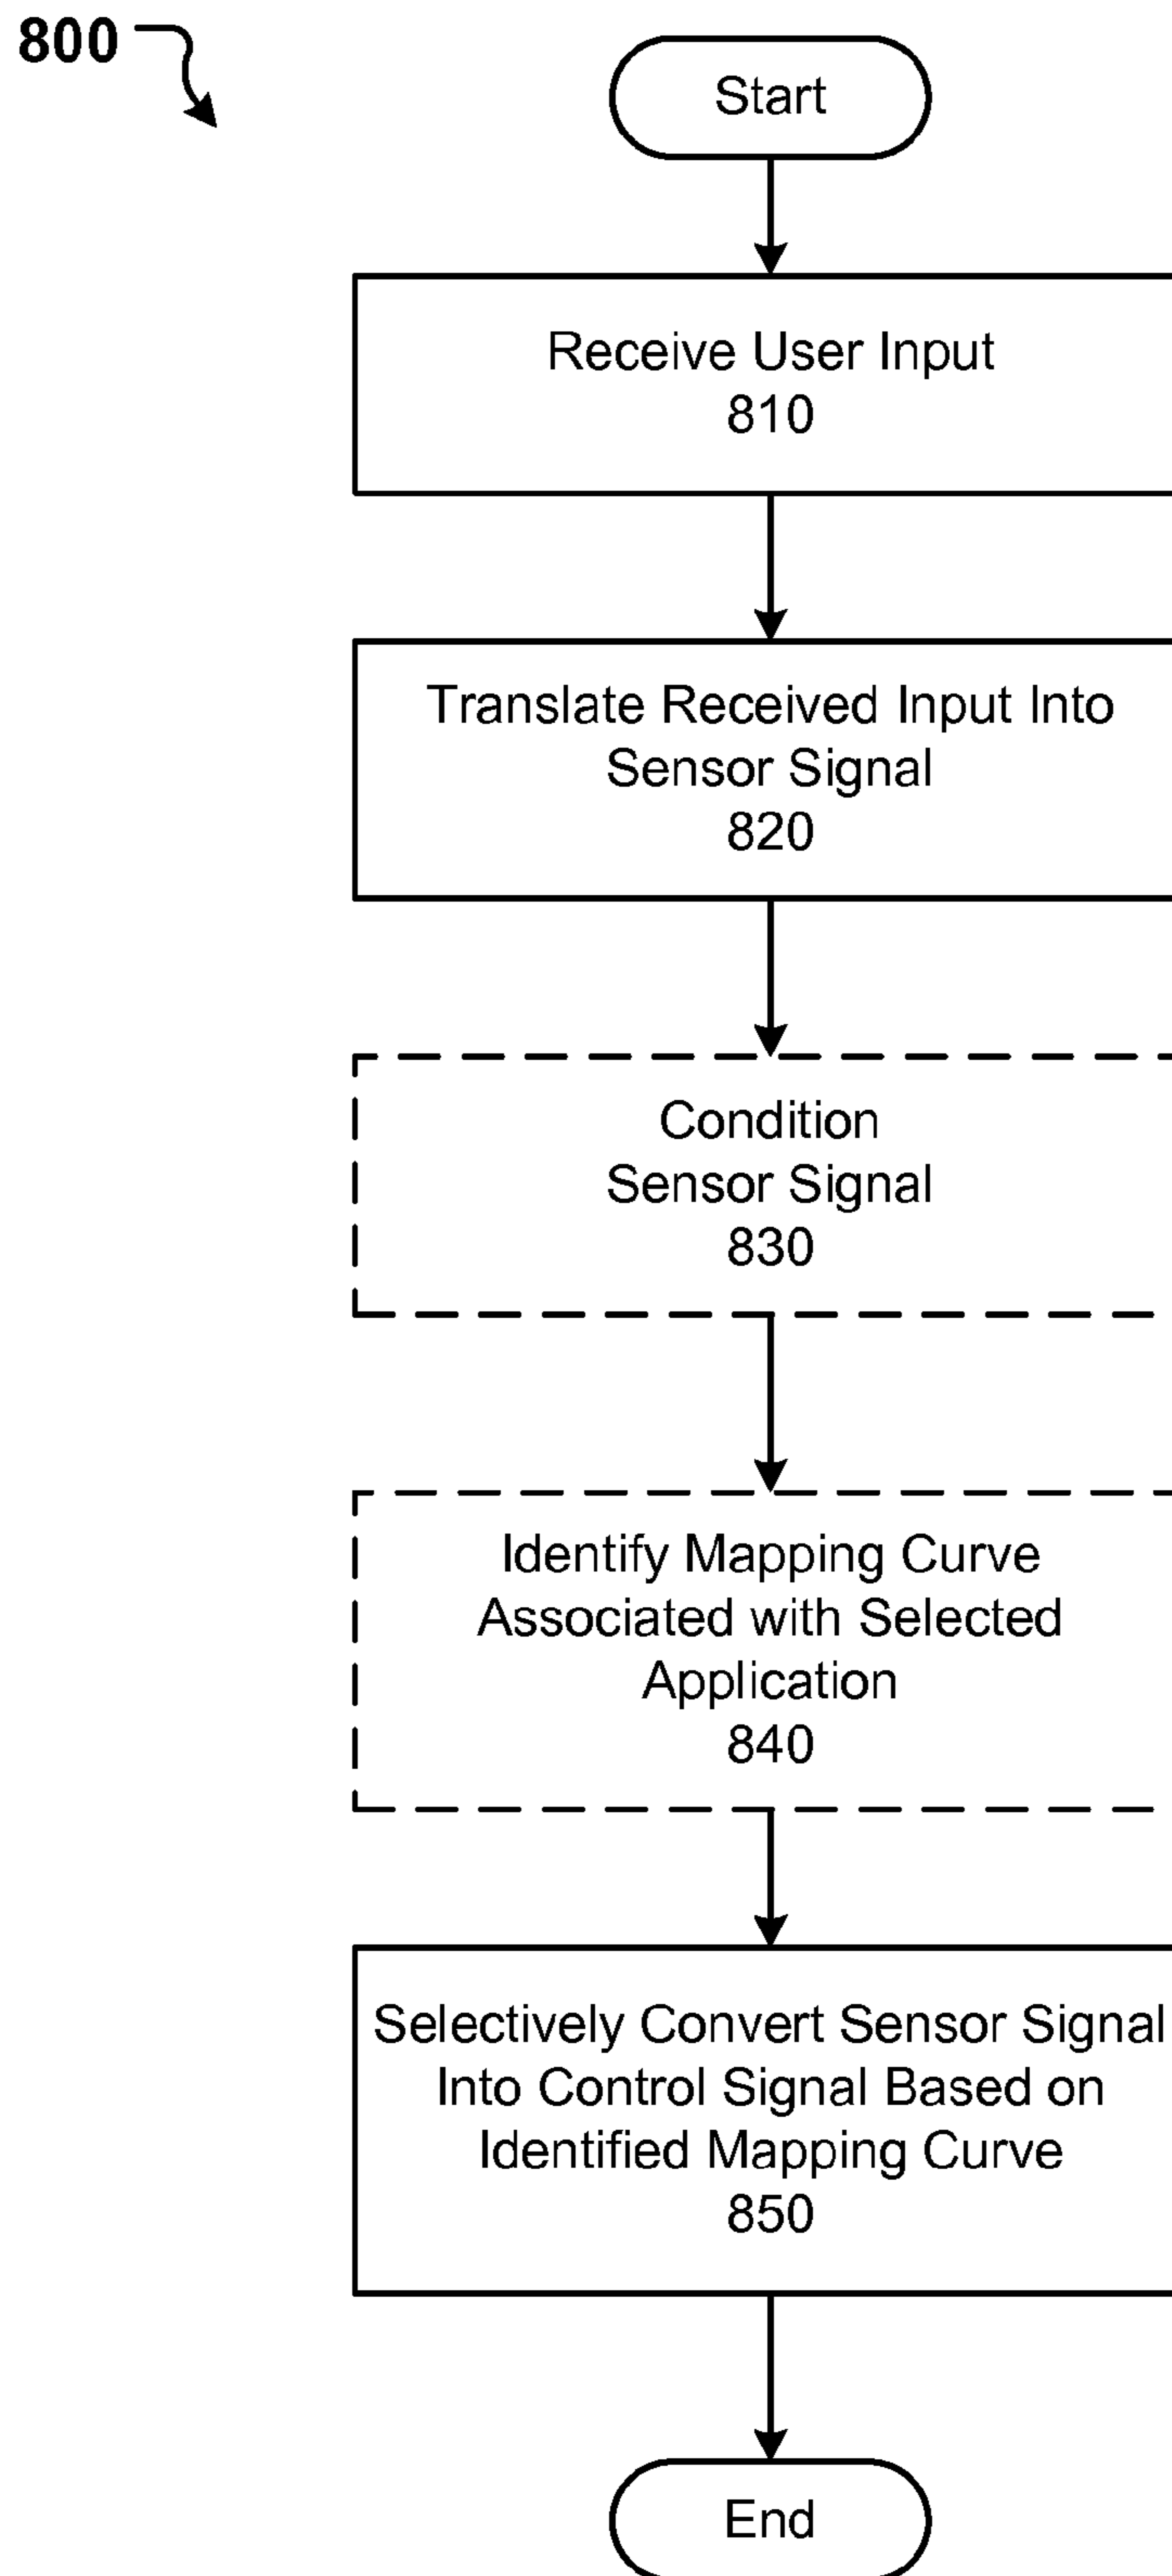 800
Start
Receive User Input
810
Translate Received Input Into
Sensor Signal
820
Condition
Sensor Signal
830
Identify Mapping Curve
Associated with Selected
Application
840
Selectively Convert Sensor Signal
Into Control Signal Based on
Identified Mapping Curve
850
End